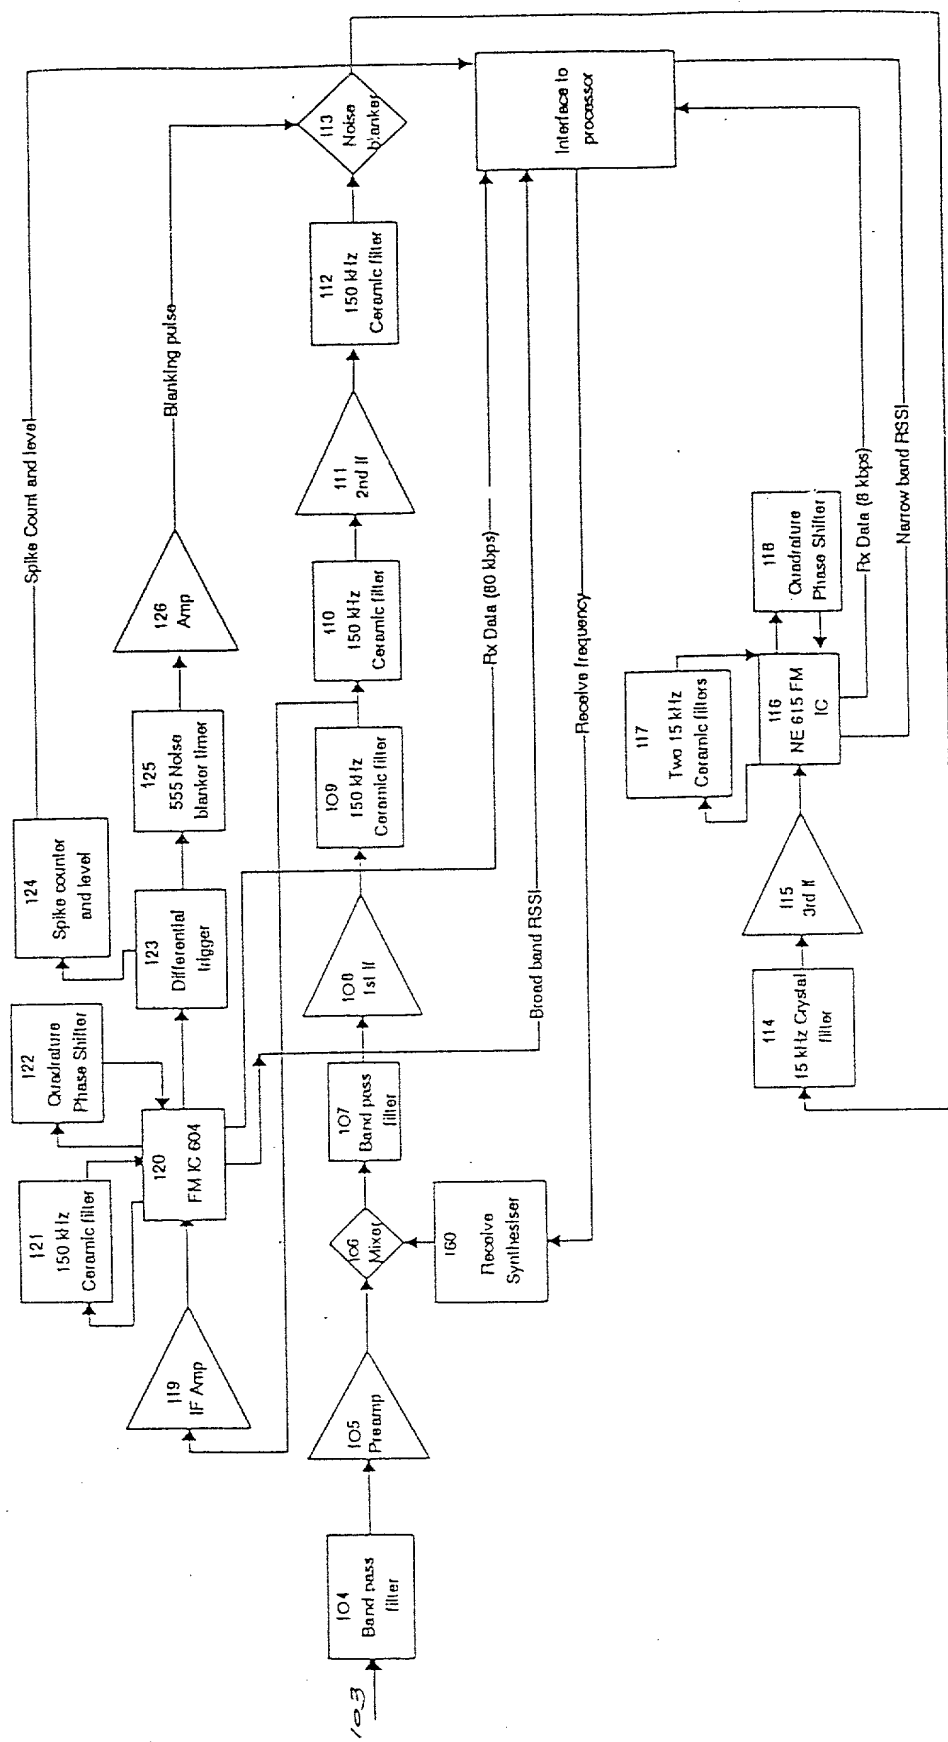 Spike Count and level
124
Spike counter
and level
122
Quadrature
Phase Shifter
121
150 kHz
Ceramic filter
119
IF Amp
120
FM IC 604
123
Differential
trigger
125
555 Noise
blanker timer
126
Amp
Blanking pulse
113
Noise
blanker
103
104
Band pass
filter
105
Preamp
106
Mixer
107
Band pass
filter
108
1st If
109
150 kHz
Ceramic filter
110
150 kHz
Ceramic filter
111
2nd If
112
150 kHz
Ceramic filter
160
Receive
Synthesiser
Rx Data (80 kbps)
Broad band RSSI
Receive frequency
Interface to
processor
114
15 kHz Crystal
filter
115
3rd If
116
NE 615 FM
IC
117
Two 15 kHz
Ceramic filters
118
Quadrature
Phase Shifter
Rx Data (8 kbps)
Narrow band RSSI